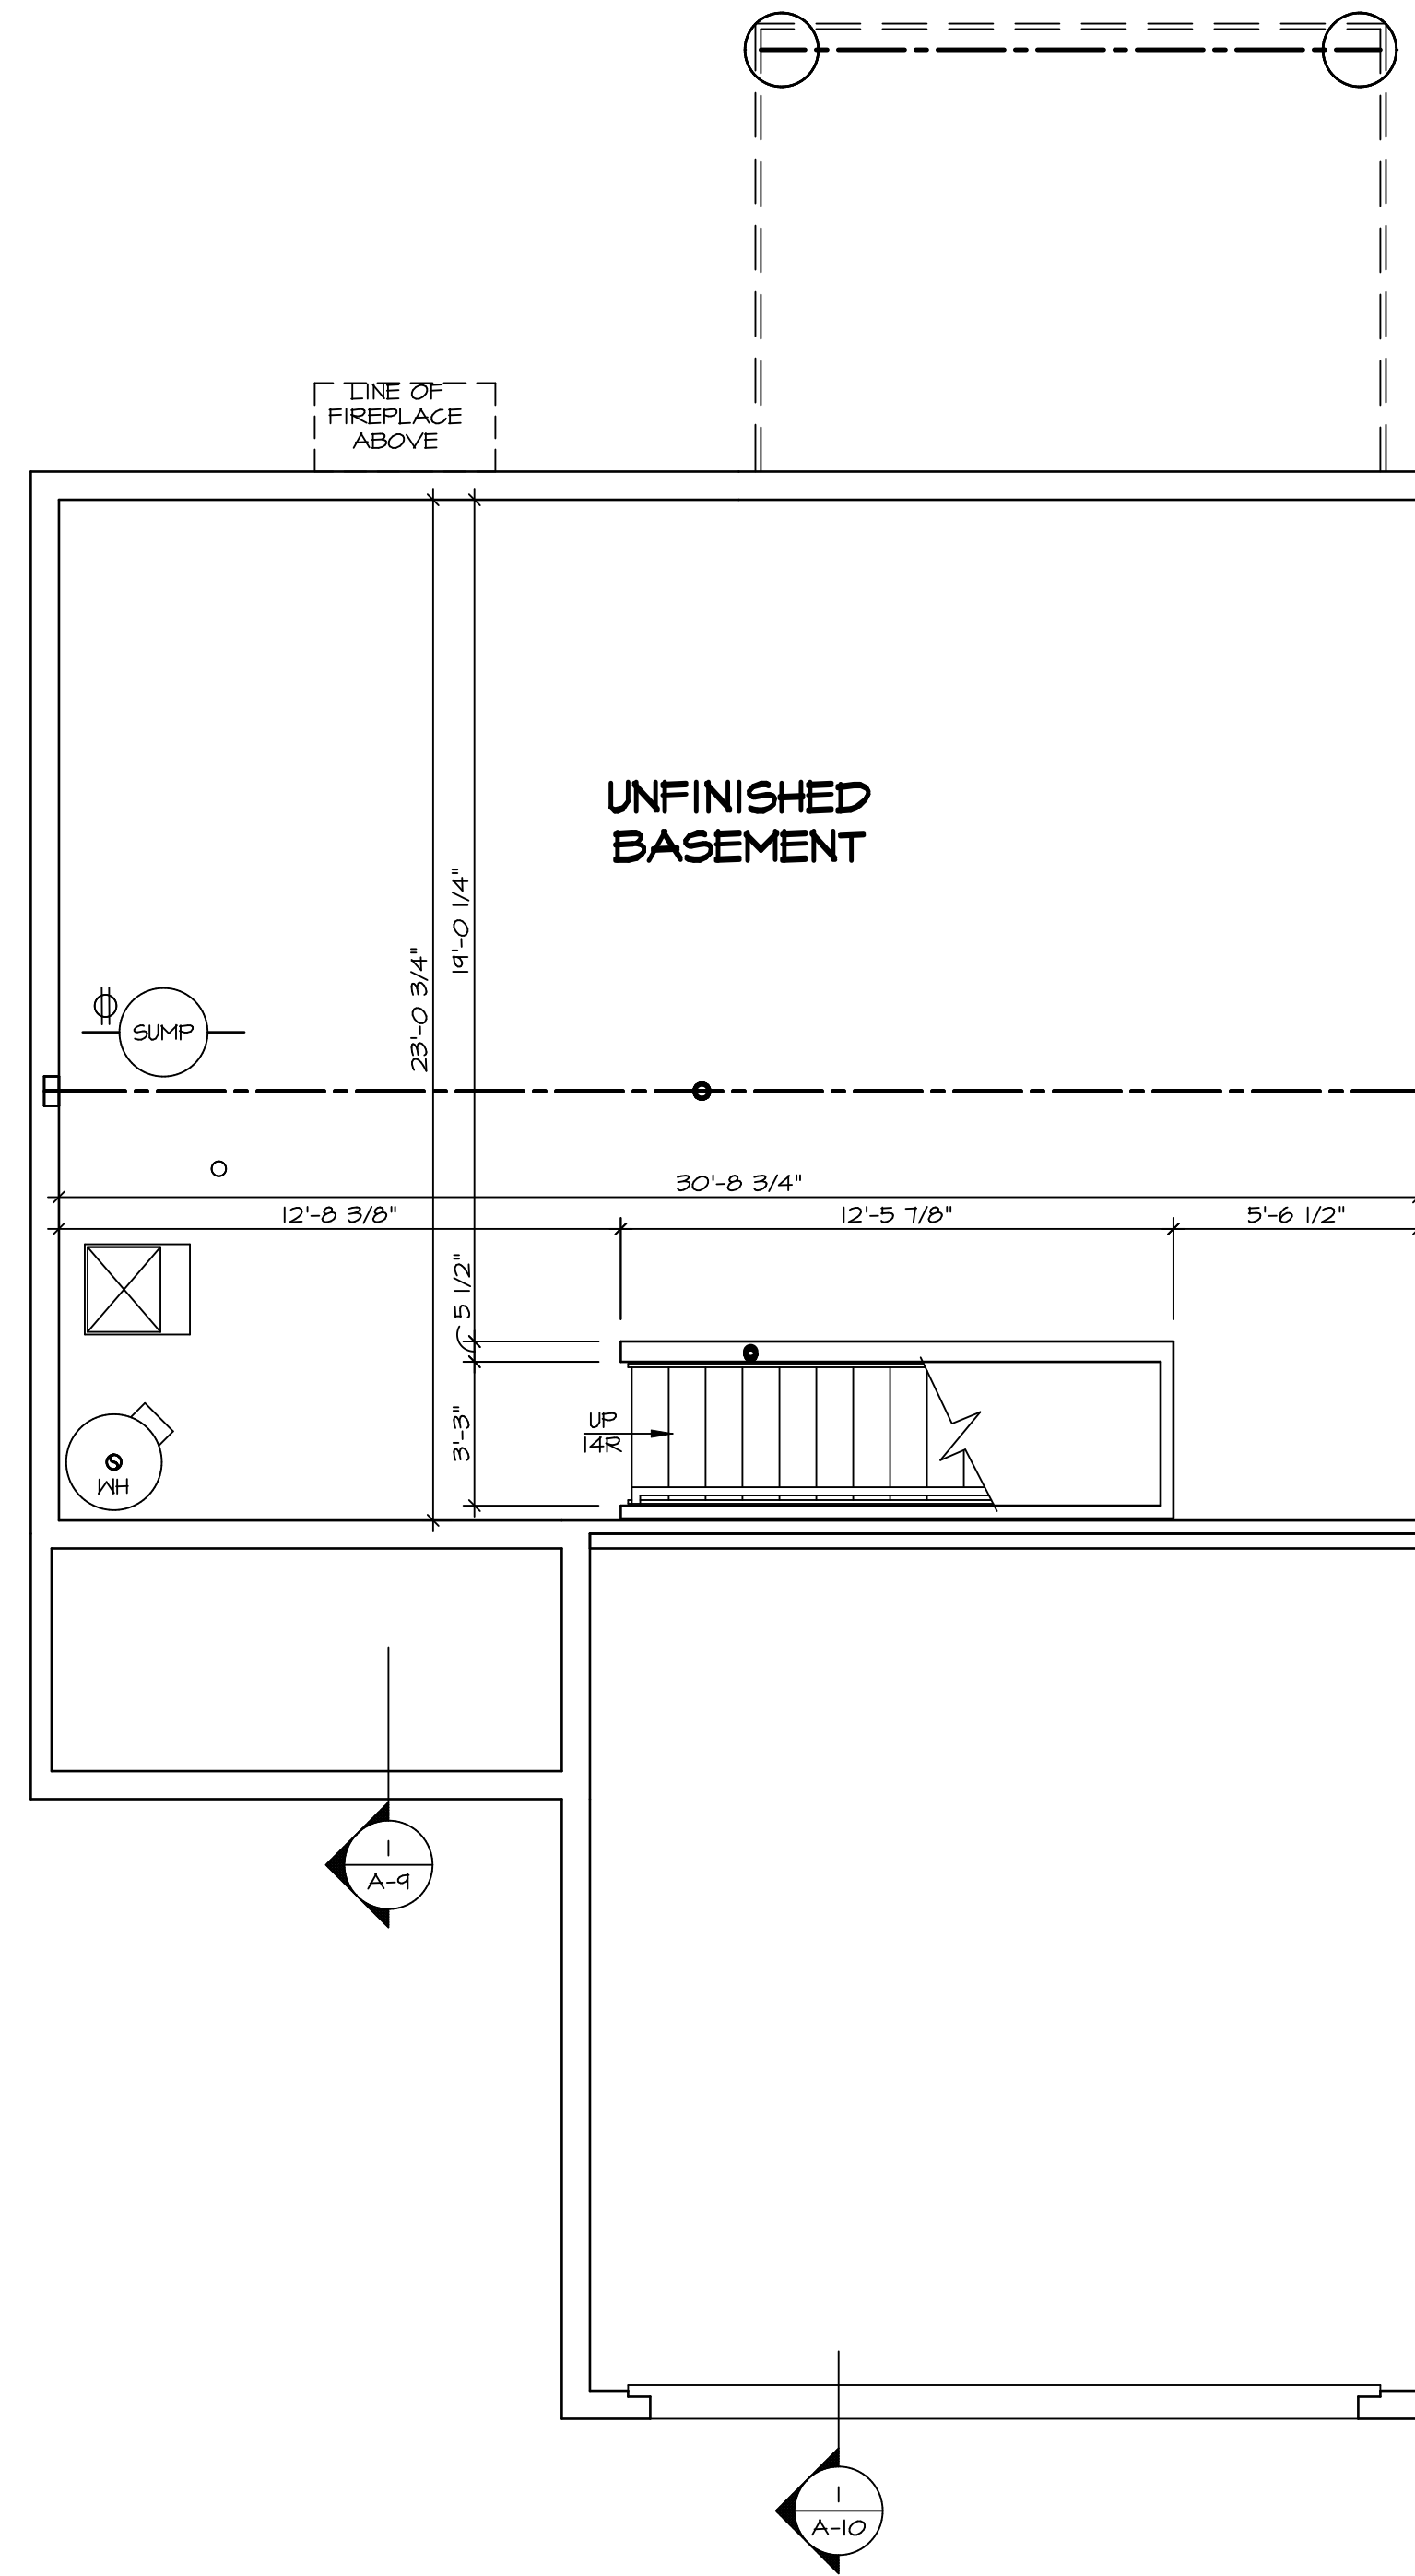 LINE OF
FIREPLACE
ABOVE
UNFINISHED
BASEMENT
19'-0 1/4"
23'-0 3/4"
SUMP
30'-8 3/4"
12'-8 3/8"
12'-5 7/8"
5'-6 1/2"
5 1/2"
3'-3"
UP
14R
S
WH
1
A-9
1
A-10